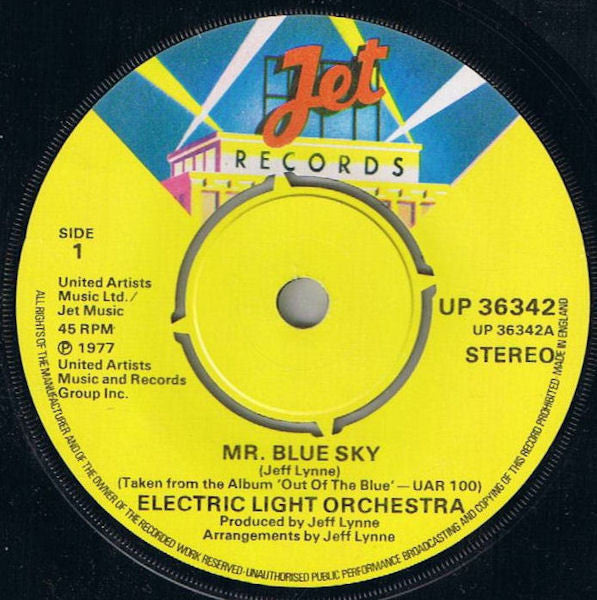 Jet
RECORDS
SIDE
1
United Artists
Music Ltd./
Jet Music
45 RPM
℗ 1977
United Artists
Music and Records
Group Inc.
UP 36342
UP 36342A
STEREO
MR. BLUE SKY
(Jeff Lynne)
(Taken from the Album 'Out Of The Blue' — UAR 100)
ELECTRIC LIGHT ORCHESTRA
Produced by Jeff Lynne
Arrangements by Jeff Lynne
ALL RIGHTS OF THE MANUFACTURER AND OF THE OWNER OF THE RECORDED WORK RESERVED·UNAUTHORISED PUBLIC PERFORMANCE BROADCASTING AND COPYING OF THIS RECORD PROHIBITED·MADE IN ENGLAND